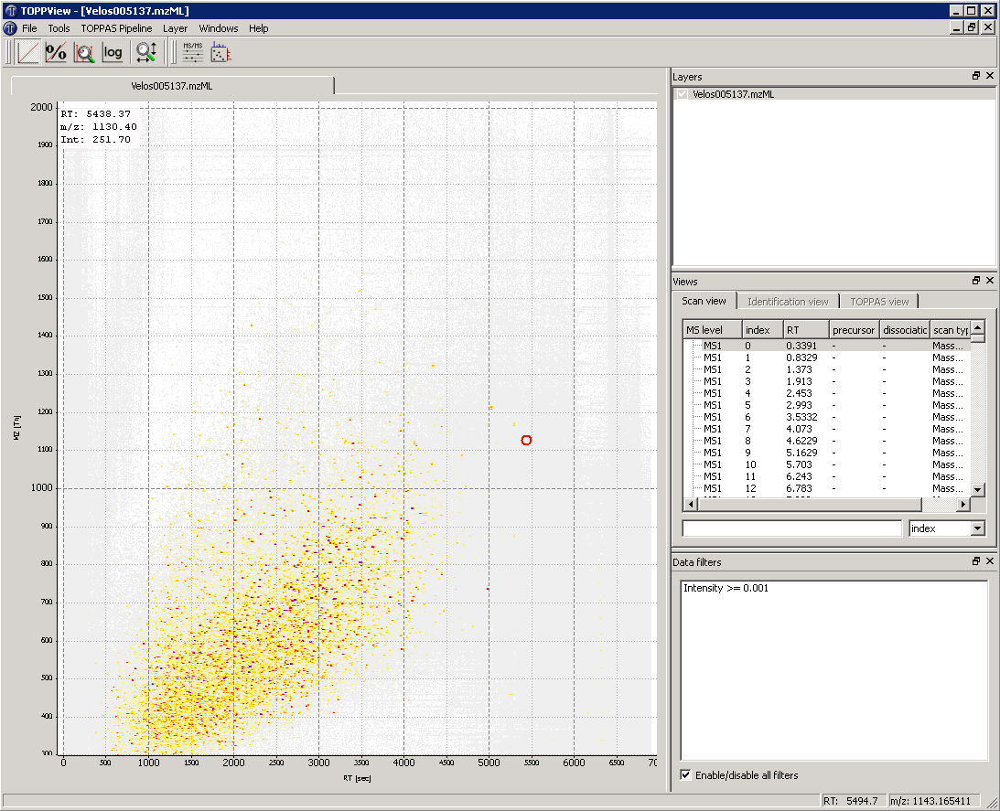 TOPPView - [Velos005137.mzML]
File Tools TOPPAS Pipeline Layer Windows Help
% log MS/MS
Velos005137.mzML
RT: 5438.37
m/z: 1130.40
Int: 251.70
2000
1900
1800
1700
1600
1500
1400
1300
1200
1100
1000
900
800
700
600
500
400
300
MZ [Th]
0 500 1000 1500 2000 2500 3000 3500 4000 4500 5000 5500 6000 6500 70
RT [sec]
Layers
Velos005137.mzML
Views
Scan view Identification view TOPPAS view
MS level index RT precursor dissociatic scan typ
MS1 0 0.3391 - - Mass...
MS1 1 0.8329 - - Mass...
MS1 2 1.373 - - Mass...
MS1 3 1.913 - - Mass...
MS1 4 2.453 - - Mass...
MS1 5 2.993 - - Mass...
MS1 6 3.5332 - - Mass...
MS1 7 4.073 - - Mass...
MS1 8 4.6229 - - Mass...
MS1 9 5.1629 - - Mass...
MS1 10 5.703 - - Mass...
MS1 11 6.243 - - Mass...
MS1 12 6.783 - - Mass...
index
Data filters
Intensity >= 0.001
Enable/disable all filters
RT: 5494.7 m/z: 1143.165411